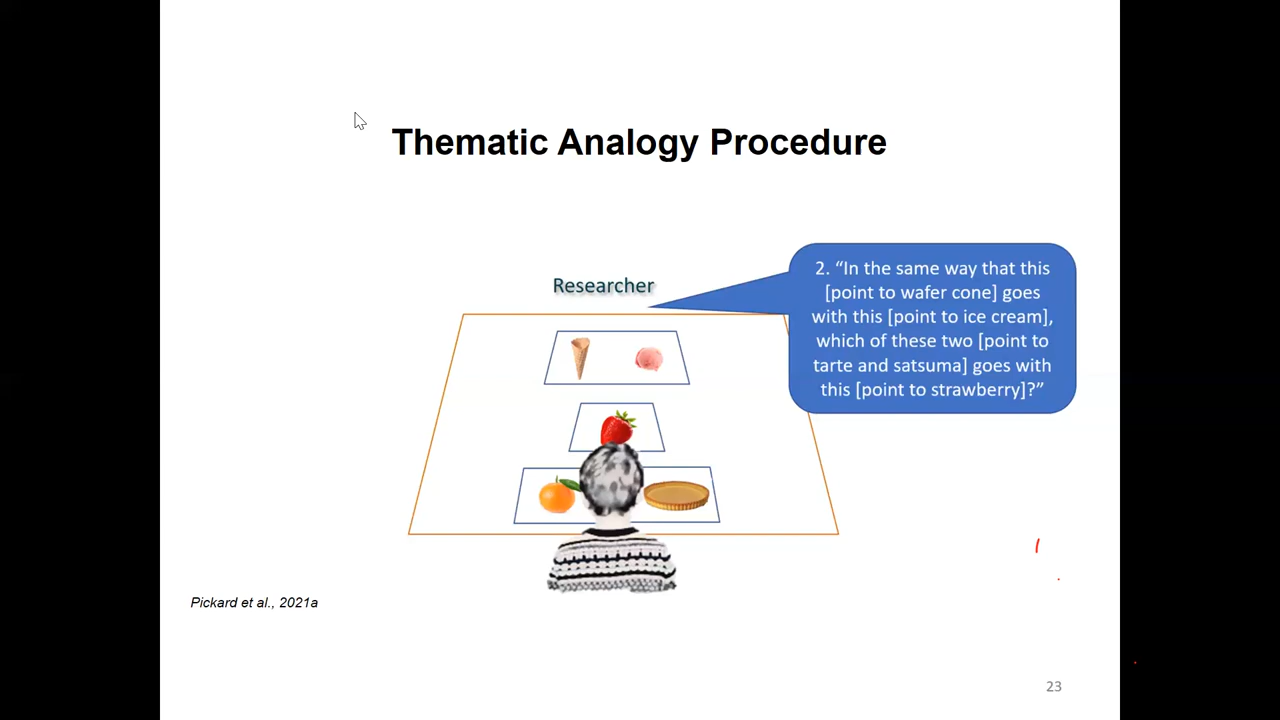 Thematic Analogy Procedure
Researcher
2. “In the same way that this
[point to wafer cone] goes
with this [point to ice cream],
which of these two [point to
tarte and satsuma] goes with
this [point to strawberry]?”
Pickard et al., 2021a
23